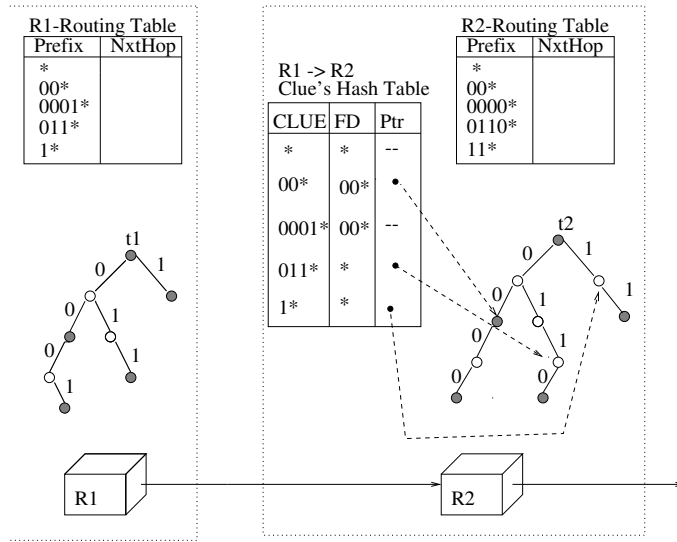 R1-Routing Table
Prefix NxtHop
*
00*
0001*
011*
1*
R1 -> R2
Clue's Hash Table
CLUE FD Ptr
* * --
00* 00*
0001* 00* --
011* *
1* *
R2-Routing Table
Prefix NxtHop
*
00*
0000*
0110*
11*
t1
0 1
0 1
0 1
1
t2
0 1
0 1 1
0 1
0 0
R1
R2